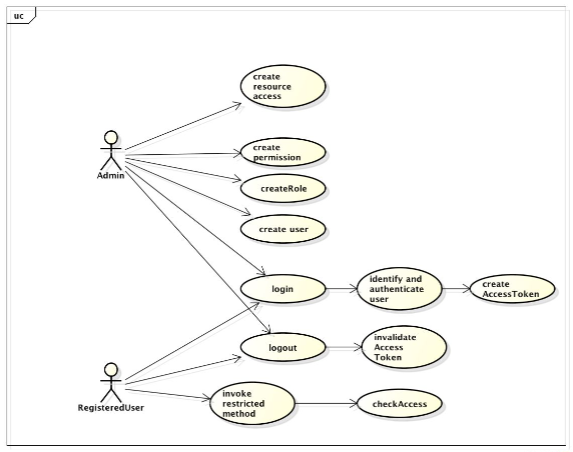 uc
create
resource
access
create
permission
Admin
createRole
create user
login
identify and
authenticate
user
create
AccessToken
logout
invalidate
Access
Token
RegisteredUser
invoke
restricted
method
checkAccess